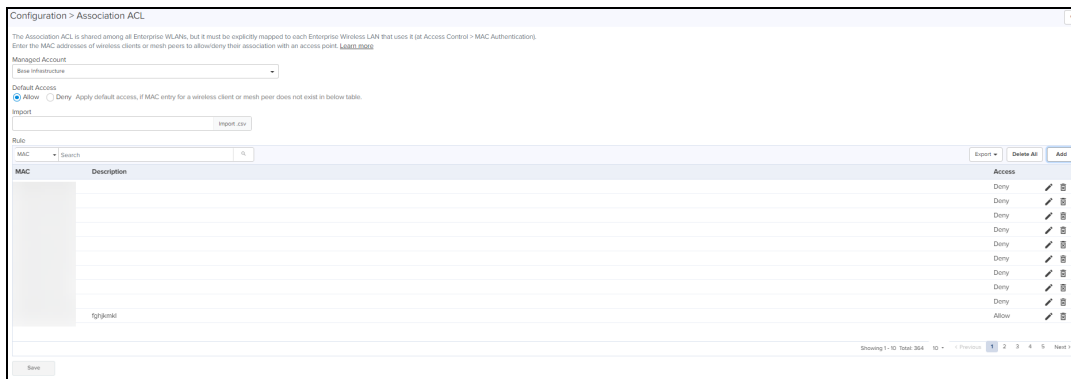 Configuration > Association ACL
The Association ACL is shared among all Enterprise WLANs, but it must be explicitly mapped to each Enterprise Wireless LAN that uses it (at Access Control > MAC Authentication).
Enter the MAC addresses of wireless clients or mesh peers to allow/deny their association with an access point. Learn more
Managed Account
Base Infrastructure
Default Access
Allow Deny Apply default access, if MAC entry for a wireless client or mesh peer does not exist in below table.
Import
Import .csv
Rule
MAC Search Export Delete All Add
MAC Description Access
Deny
Deny
Deny
Deny
Deny
Deny
Deny
Deny
Deny
fghjkmkl Allow
Showing 1 - 10 Total: 364 10 < Previous 1 2 3 4 5 Next >
Save